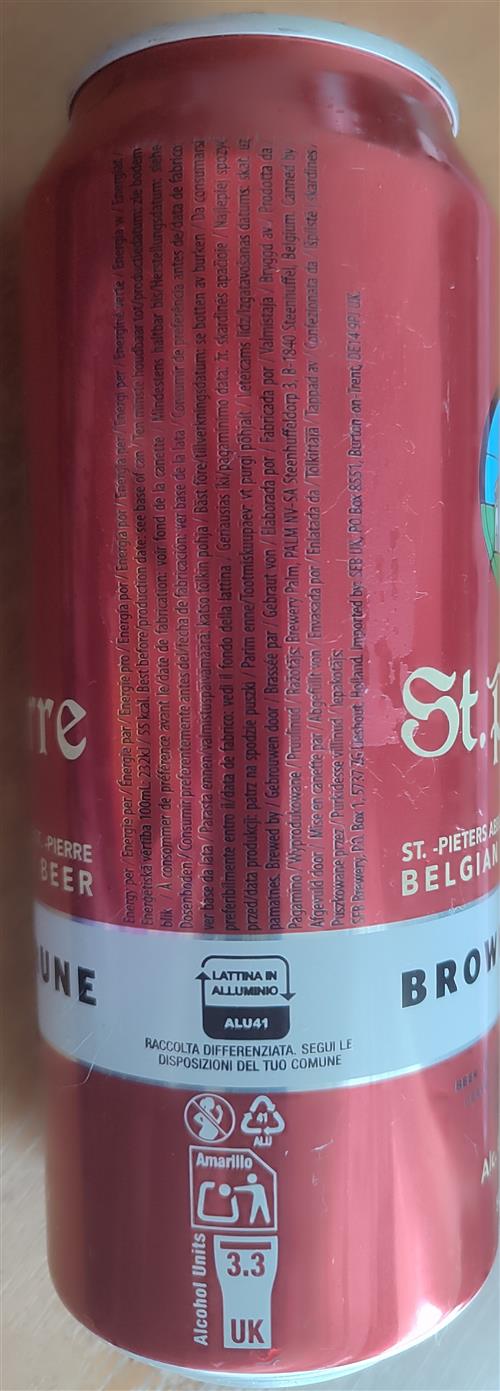 Energy per / Energie per / Énergie par / Energie pro / Energía por / Energia por / Energia per / Energi per / Energiné vertė / Energia w / Energiat /
Enerģētiskā vērtība 100mL: 232kJ / 55 kcal. Best before/production date: see base of can / Ten minste houdbaar tot/productiedatum: zie bodem
blik / À consommer de préférence avant le/date de fabrication: voir fond de la canette / Mindestens haltbar bis/Herstellungsdatum: siehe
Dosenboden / Consumir preferentemente antes del/fecha de fabricación: ver base de la lata / Consumir de preferência antes de/data de fabrico
ver base da lata / Parasta ennen/valmistuspäivämäärä: katso tölkin pohja / Bäst före/tillverkningsdatum: se botten av burken / Da consumarsi
preferibilmente entro il/data di fabrico: vedi il fondo della lattina / Geriausias iki/pagaminimo data: žr. skardinės apačioje / Najlepiej spożyć
przed/data produkcji: patrz na spodzie puszki / Parim enne/Tootmiskuupäev vt purgi põhjalt / Ieteicams līdz/Izgatavošanas datums: skat. uz
pamatnes. Brewed by / Gebrouwen door / Brassée par / Gebraut von / Elaborada por / Fabricada por / Valmistaja / Bryggd av / Prodotta da
Pagamino / Wyprodukowane / Pruulinud / Ražotājs: Brewery Palm, PALM NV-SA Steenhuffeldorp 3, B-1840 Steenhuffel, Belgium. Canned by
Afgevuld door / Mise en canette par / Abgefüllt von / Envasada por / Enlatada da / Tölkittäjä / Tappad av / Confezionata da / Išpilstė į skardines
Puszkowane przez / Purkidesse villinud / Iepakotājs:
SFB Brewery, PO Box 1, 5737 ZG Lieshout, Holland. Imported by: SEB UK, PO Box 8551, Burton-on-Trent, DE14 9PJ UK
rre
-PIERRE
BEER
UNE
LATTINA IN
ALLUMINIO
ALU41
RACCOLTA DIFFERENZIATA. SEGUI LE
DISPOSIZIONI DEL TUO COMUNE
41
ALU
Amarillo
Alcohol Units
3.3
UK
St.
ST. -PIETERS
BELGIAN
BROW